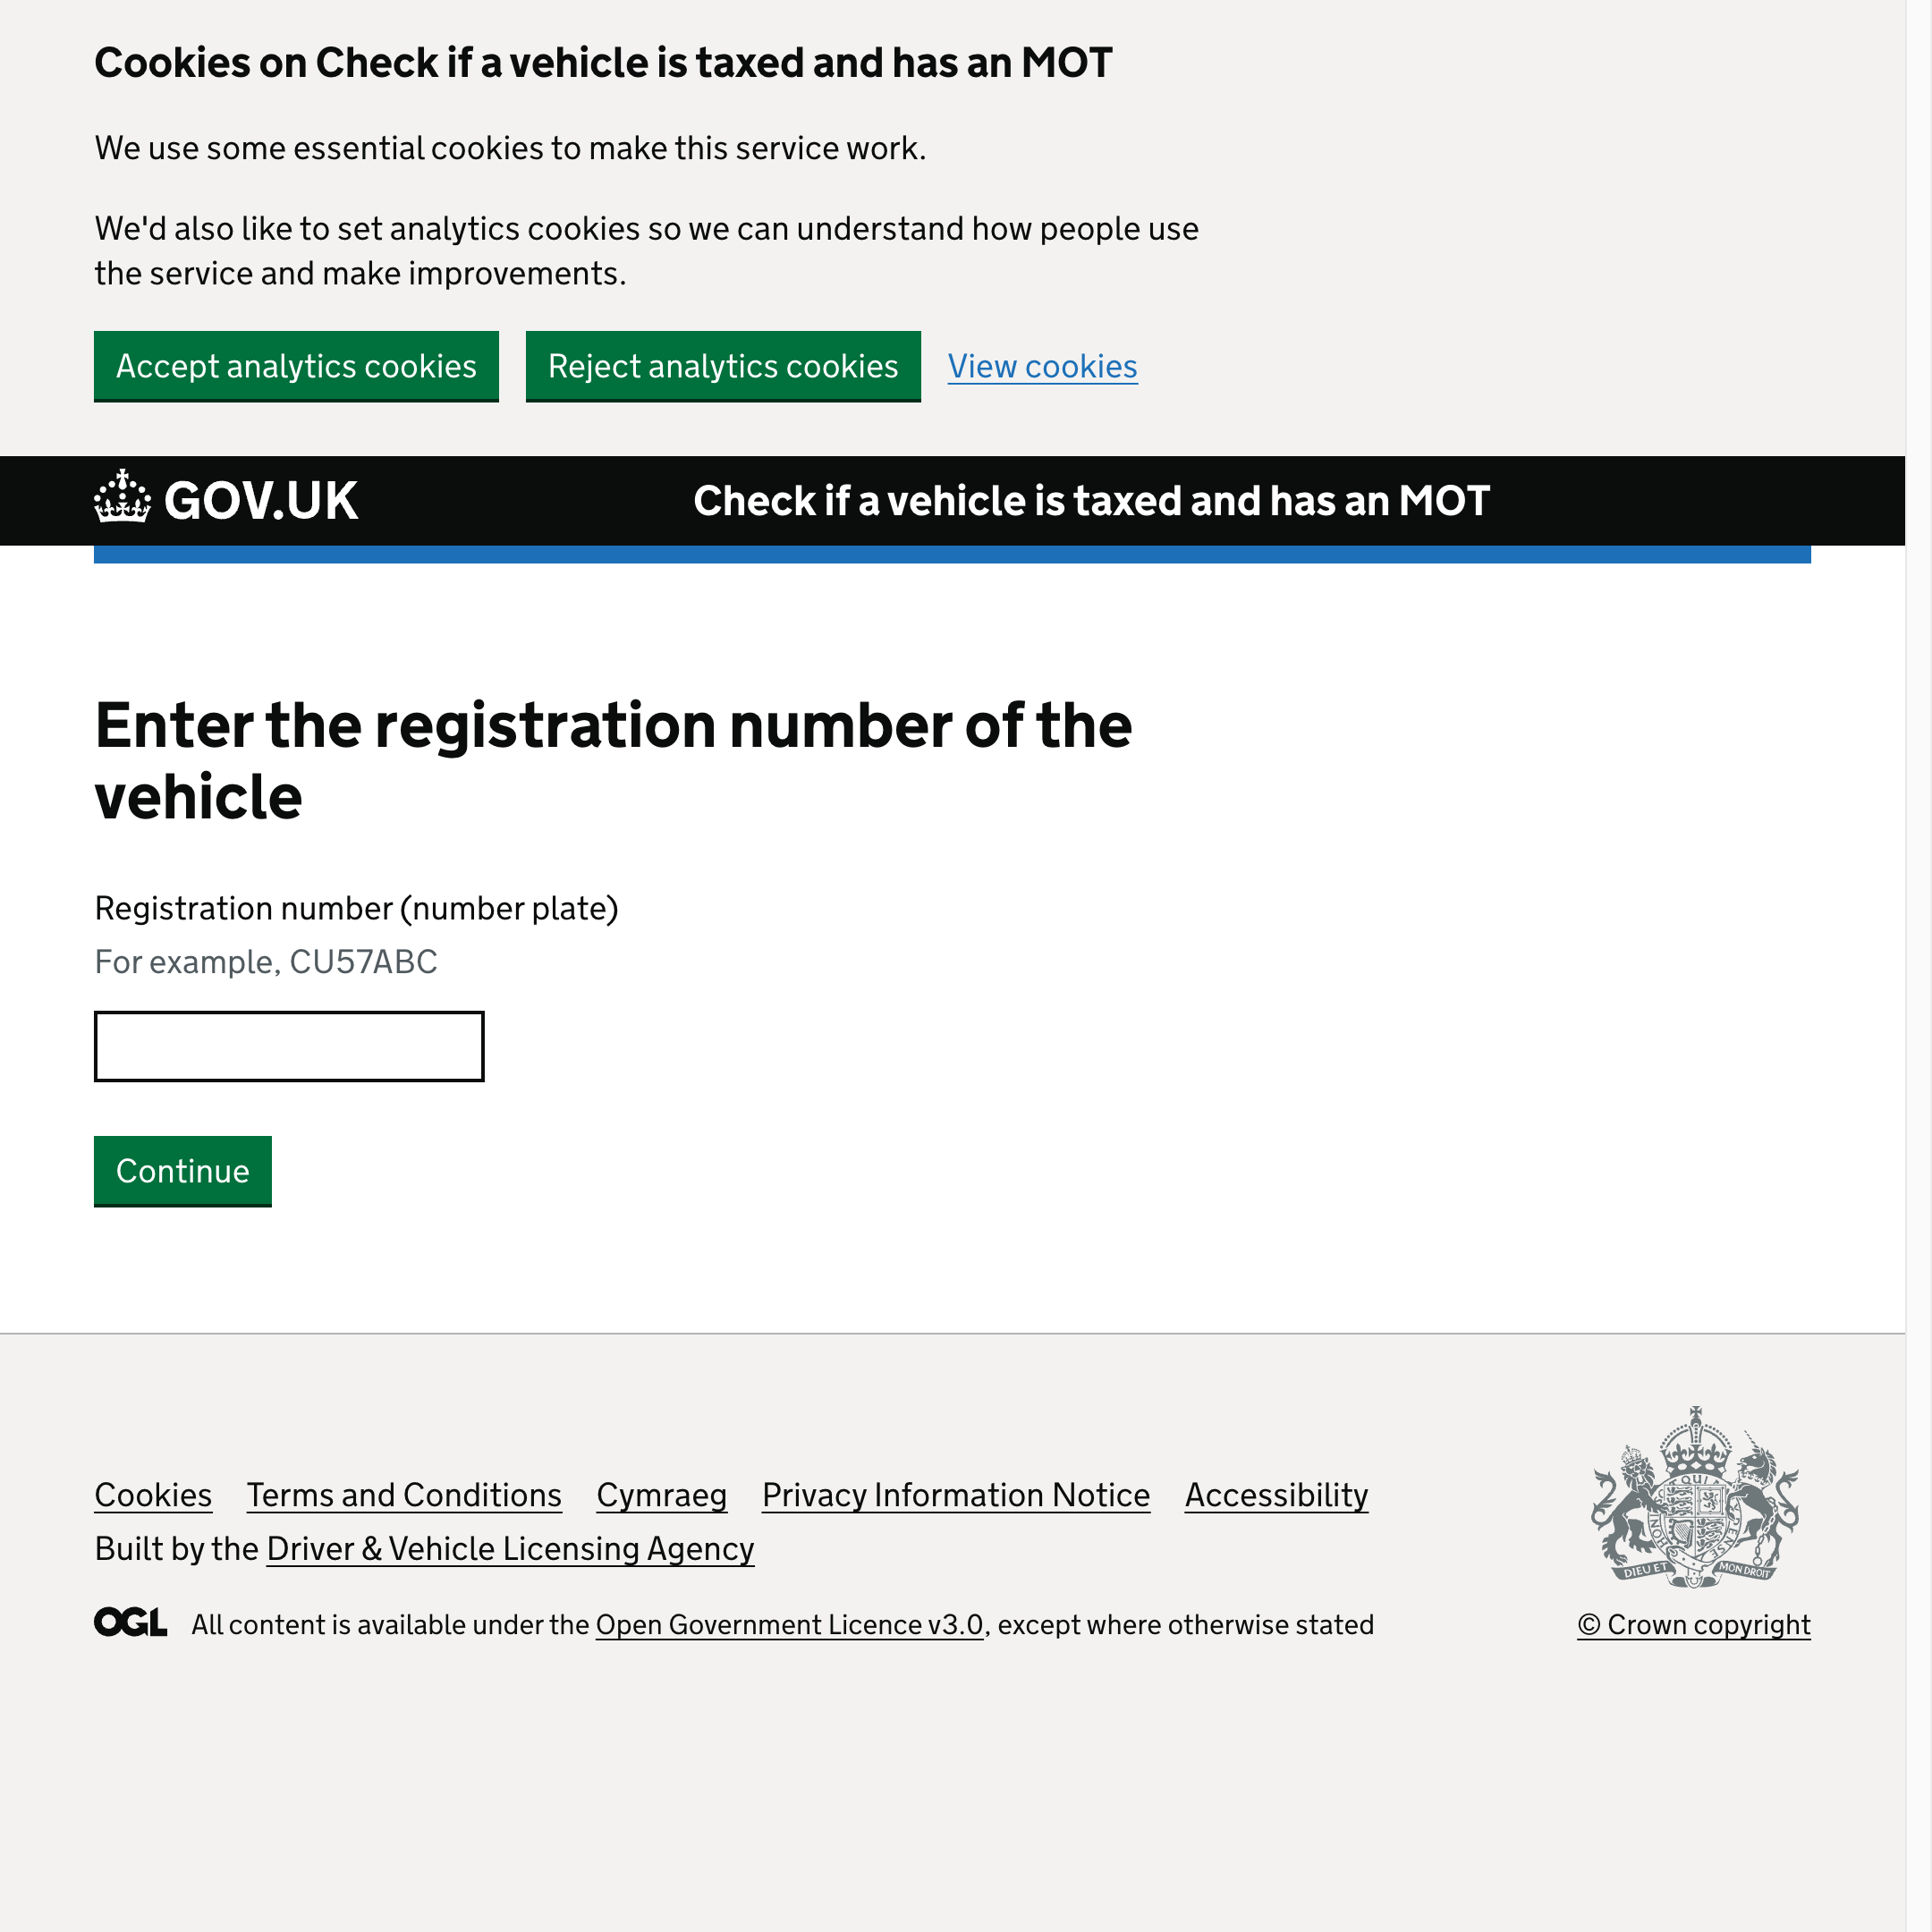 Cookies on Check if a vehicle is taxed and has an MOT
We use some essential cookies to make this service work.
We'd also like to set analytics cookies so we can understand how people use
the service and make improvements.
Accept analytics cookies Reject analytics cookies View cookies
GOV.UK Check if a vehicle is taxed and has an MOT
Enter the registration number of the
vehicle
Registration number (number plate)
For example, CU57ABC
Continue
Cookies Terms and Conditions Cymraeg Privacy Information Notice Accessibility
Built by the Driver & Vehicle Licensing Agency
QUI
HONI
PENSE
DIEU ET MON DROIT
OGL All content is available under the Open Government Licence v3.0, except where otherwise stated
© Crown copyright